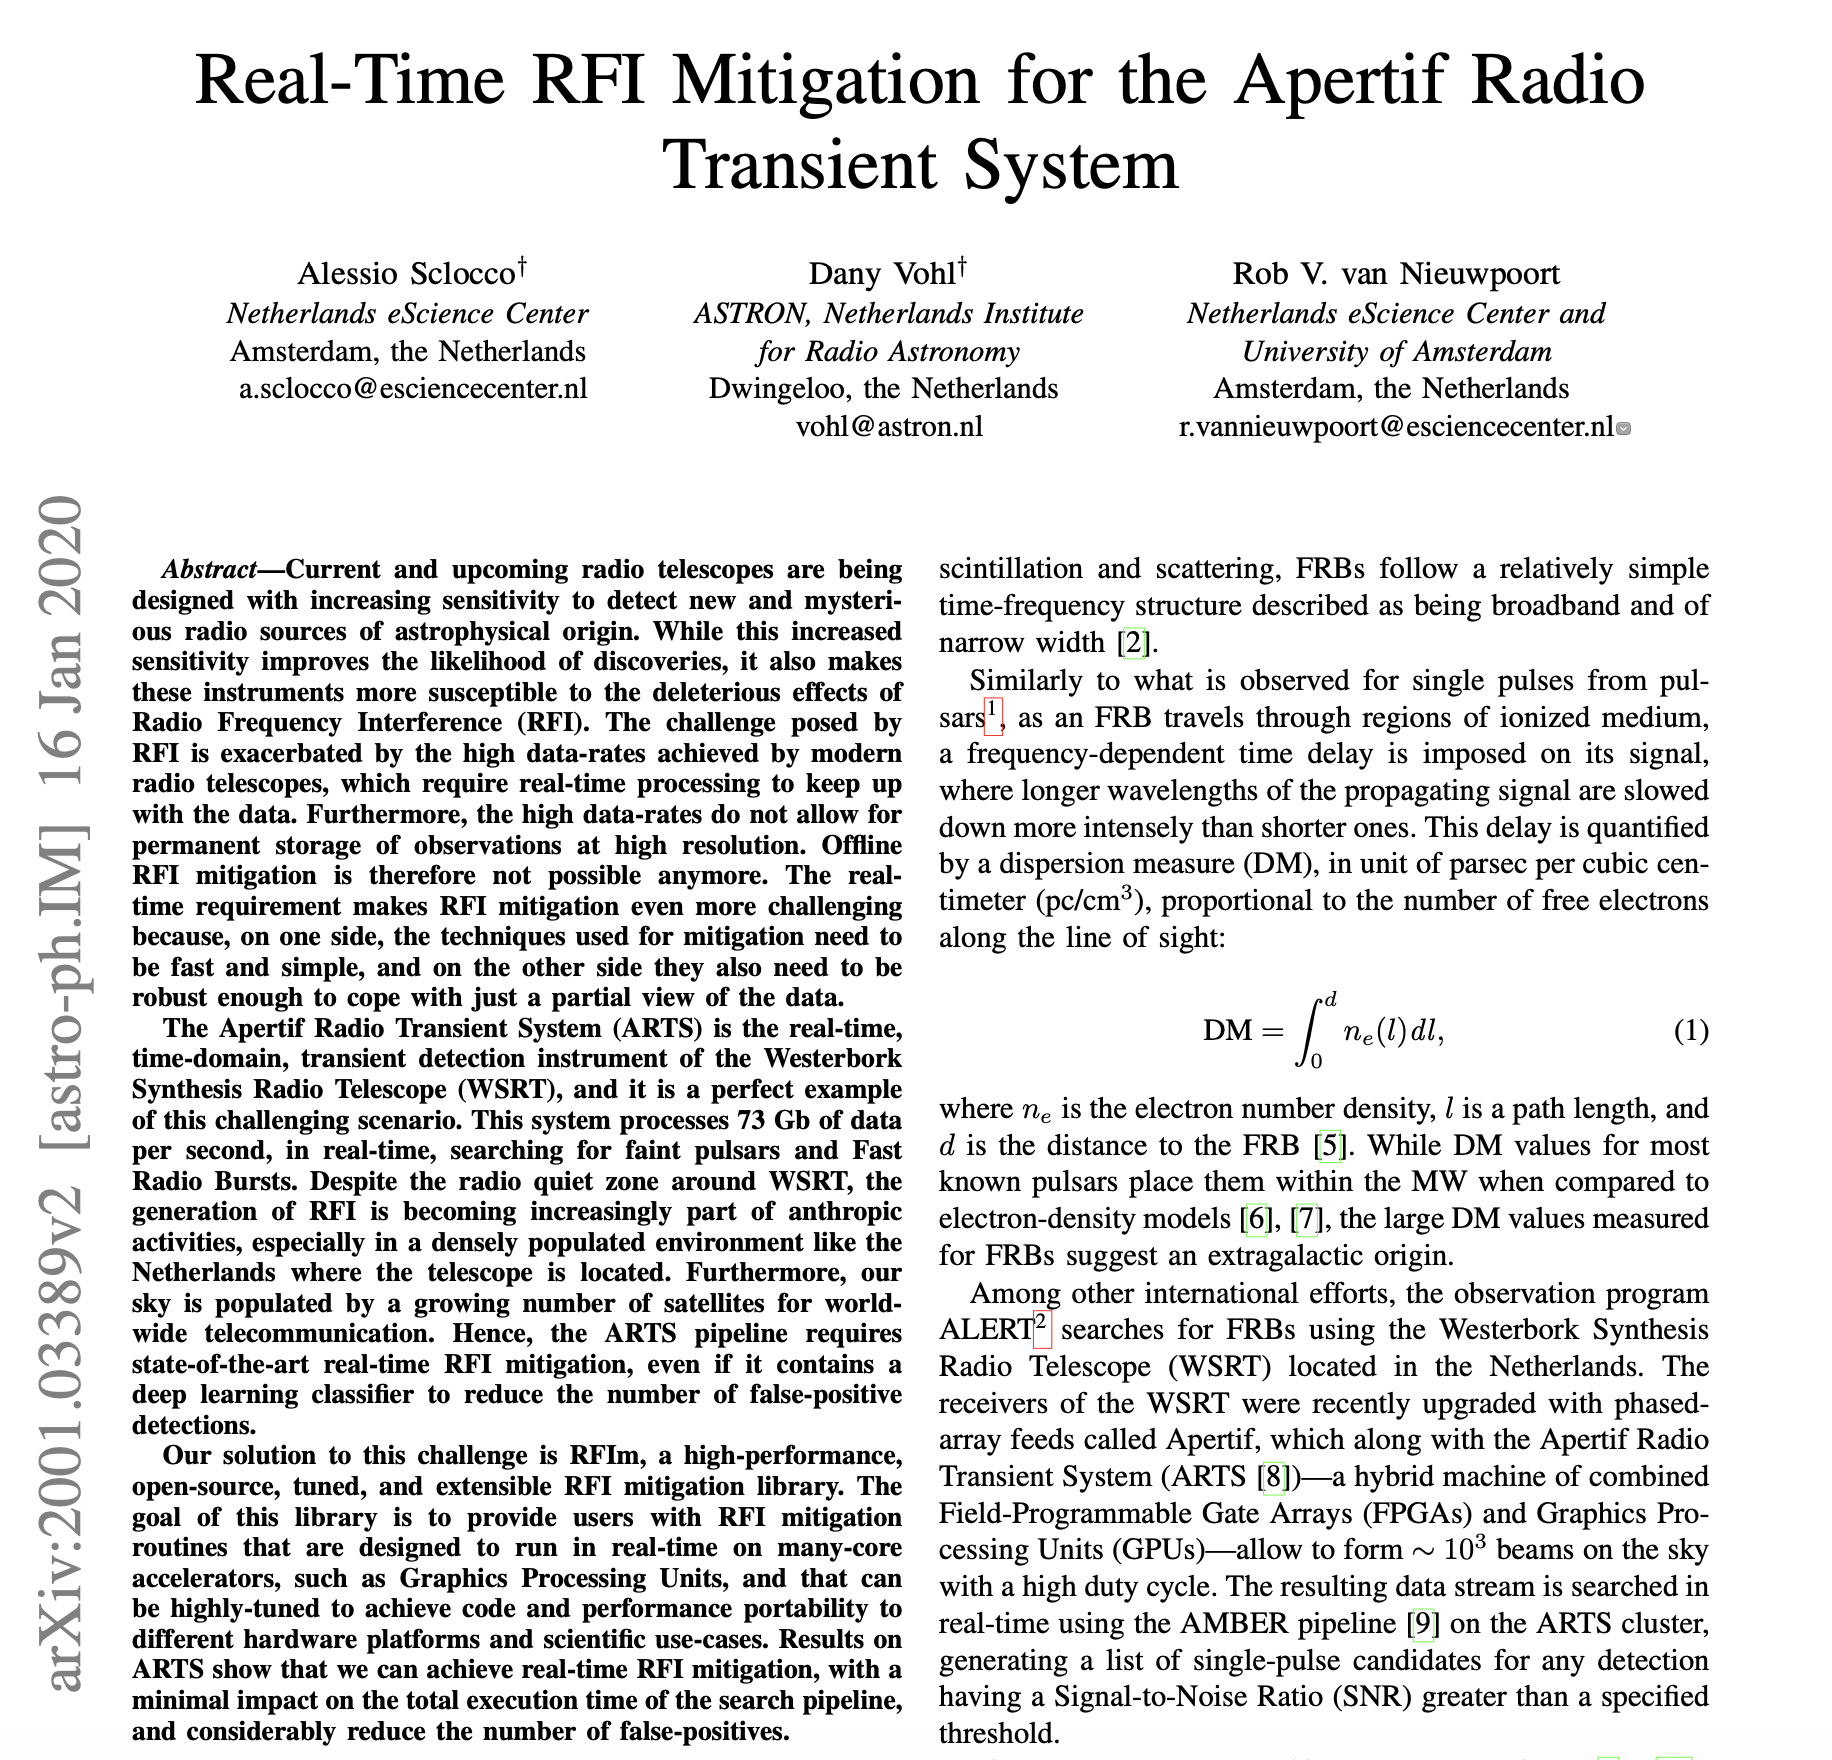 Real-Time RFI Mitigation for the Apertif Radio
Transient System
Alessio Sclocco†
Netherlands eScience Center
Amsterdam, the Netherlands
a.sclocco@esciencecenter.nl
Dany Vohl†
ASTRON, Netherlands Institute
for Radio Astronomy
Dwingeloo, the Netherlands
vohl@astron.nl
Rob V. van Nieuwpoort
Netherlands eScience Center and
University of Amsterdam
Amsterdam, the Netherlands
r.vannieuwpoort@esciencecenter.nl
arXiv:2001.03389v2 [astro-ph.IM] 16 Jan 2020
Abstract—Current and upcoming radio telescopes are being
designed with increasing sensitivity to detect new and mysteri-
ous radio sources of astrophysical origin. While this increased
sensitivity improves the likelihood of discoveries, it also makes
these instruments more susceptible to the deleterious effects of
Radio Frequency Interference (RFI). The challenge posed by
RFI is exacerbated by the high data-rates achieved by modern
radio telescopes, which require real-time processing to keep up
with the data. Furthermore, the high data-rates do not allow for
permanent storage of observations at high resolution. Offline
RFI mitigation is therefore not possible anymore. The real-
time requirement makes RFI mitigation even more challenging
because, on one side, the techniques used for mitigation need to
be fast and simple, and on the other side they also need to be
robust enough to cope with just a partial view of the data.
The Apertif Radio Transient System (ARTS) is the real-time,
time-domain, transient detection instrument of the Westerbork
Synthesis Radio Telescope (WSRT), and it is a perfect example
of this challenging scenario. This system processes 73 Gb of data
per second, in real-time, searching for faint pulsars and Fast
Radio Bursts. Despite the radio quiet zone around WSRT, the
generation of RFI is becoming increasingly part of anthropic
activities, especially in a densely populated environment like the
Netherlands where the telescope is located. Furthermore, our
sky is populated by a growing number of satellites for world-
wide telecommunication. Hence, the ARTS pipeline requires
state-of-the-art real-time RFI mitigation, even if it contains a
deep learning classifier to reduce the number of false-positive
detections.
Our solution to this challenge is RFIm, a high-performance,
open-source, tuned, and extensible RFI mitigation library. The
goal of this library is to provide users with RFI mitigation
routines that are designed to run in real-time on many-core
accelerators, such as Graphics Processing Units, and that can
be highly-tuned to achieve code and performance portability to
different hardware platforms and scientific use-cases. Results on
ARTS show that we can achieve real-time RFI mitigation, with a
minimal impact on the total execution time of the search pipeline,
and considerably reduce the number of false-positives.
scintillation and scattering, FRBs follow a relatively simple
time-frequency structure described as being broadband and of
narrow width [2].
Similarly to what is observed for single pulses from pul-
sars¹, as an FRB travels through regions of ionized medium,
a frequency-dependent time delay is imposed on its signal,
where longer wavelengths of the propagating signal are slowed
down more intensely than shorter ones. This delay is quantified
by a dispersion measure (DM), in unit of parsec per cubic cen-
timeter (pc/cm³), proportional to the number of free electrons
along the line of sight:
DM = ∫₀ᵈ nₑ(l)dl, (1)
where nₑ is the electron number density, l is a path length, and
d is the distance to the FRB [5]. While DM values for most
known pulsars place them within the MW when compared to
electron-density models [6], [7], the large DM values measured
for FRBs suggest an extragalactic origin.
Among other international efforts, the observation program
ALERT² searches for FRBs using the Westerbork Synthesis
Radio Telescope (WSRT) located in the Netherlands. The
receivers of the WSRT were recently upgraded with phased-
array feeds called Apertif, which along with the Apertif Radio
Transient System (ARTS [8])—a hybrid machine of combined
Field-Programmable Gate Arrays (FPGAs) and Graphics Pro-
cessing Units (GPUs)—allow to form ∼ 10³ beams on the sky
with a high duty cycle. The resulting data stream is searched in
real-time using the AMBER pipeline [9] on the ARTS cluster,
generating a list of single-pulse candidates for any detection
having a Signal-to-Noise Ratio (SNR) greater than a specified
threshold.